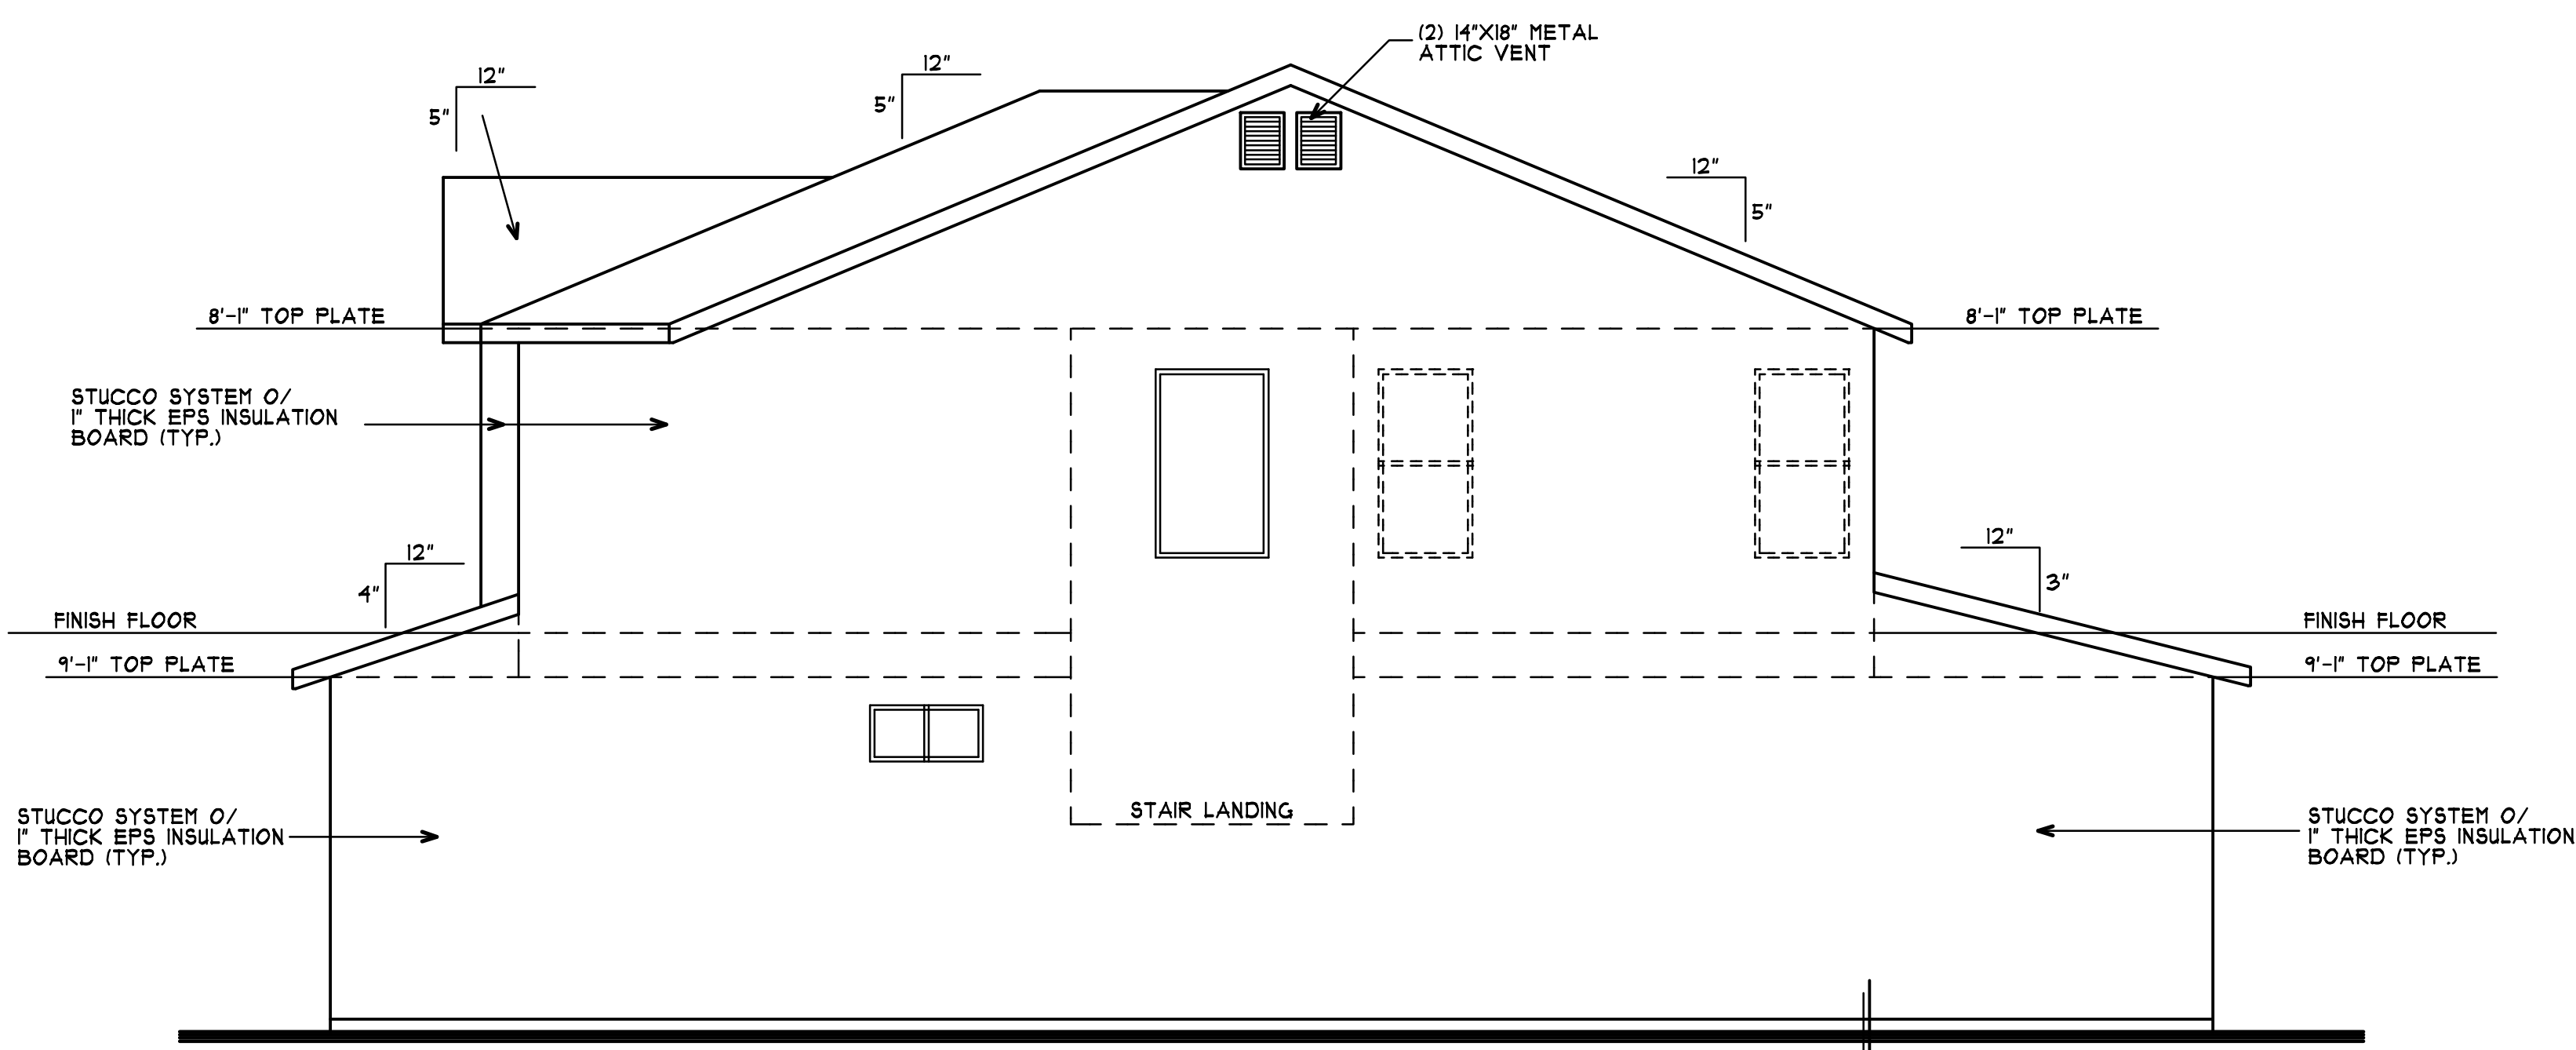 (2) 14"X18" METAL
ATTIC VENT
12"
5"
12"
5"
12"
5"
8'-1" TOP PLATE
8'-1" TOP PLATE
STUCCO SYSTEM O/
1" THICK EPS INSULATION
BOARD (TYP.)
12"
4"
12"
3"
FINISH FLOOR
FINISH FLOOR
9'-1" TOP PLATE
9'-1" TOP PLATE
STAIR LANDING
STUCCO SYSTEM O/
1" THICK EPS INSULATION
BOARD (TYP.)
STUCCO SYSTEM O/
1" THICK EPS INSULATION
BOARD (TYP.)